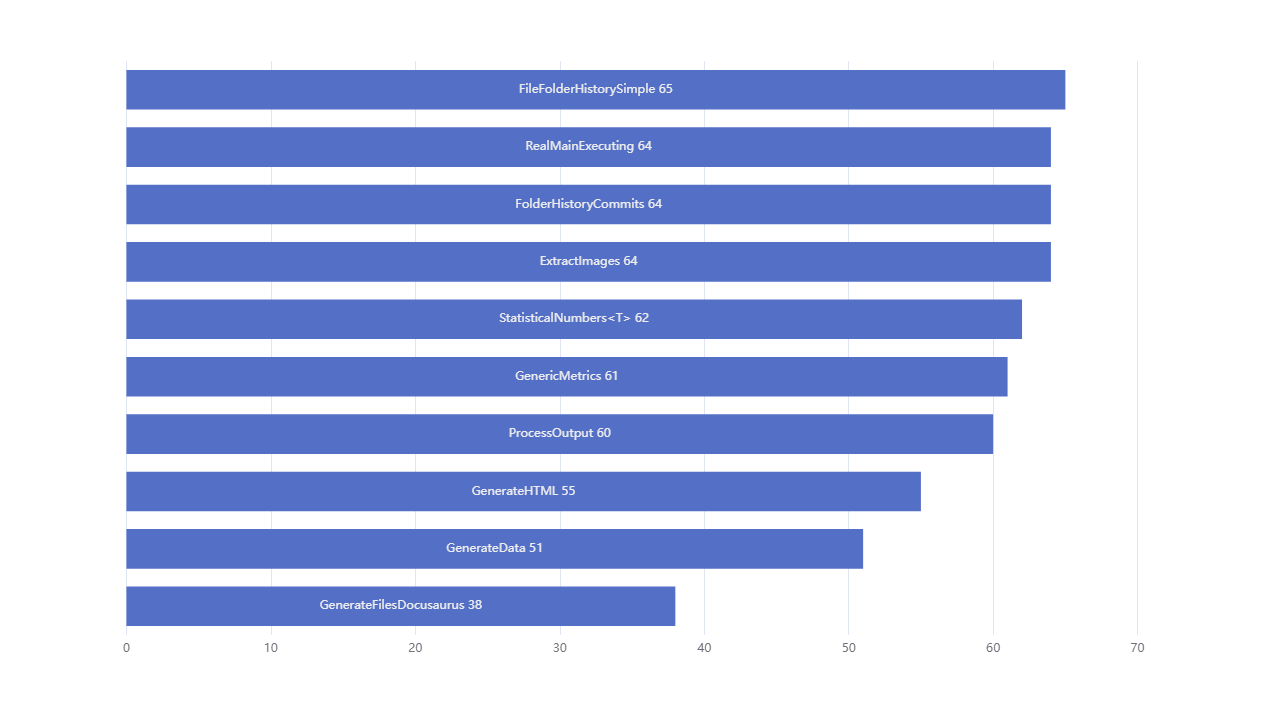 FileFolderHistorySimple 65
RealMainExecuting 64
FolderHistoryCommits 64
ExtractImages 64
StatisticalNumbers<T> 62
GenericMetrics 61
ProcessOutput 60
GenerateHTML 55
GenerateData 51
GenerateFilesDocusaurus 38
0 10 20 30 40 50 60 70